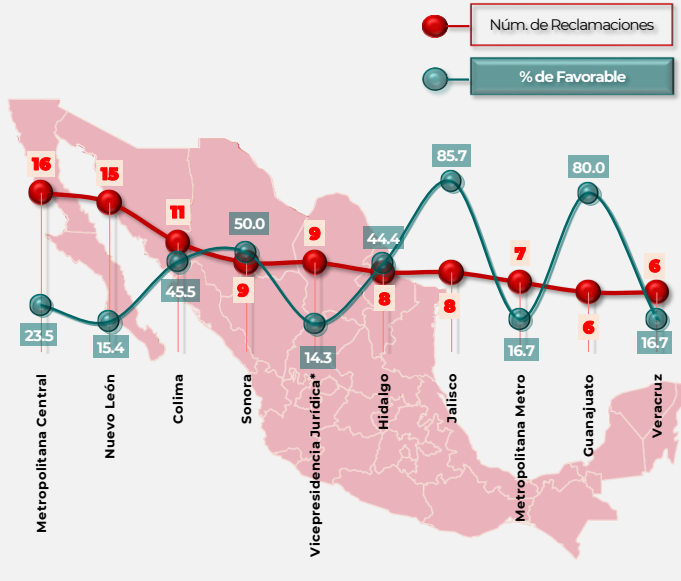 Núm. de Reclamaciones
% de Favorable
16
15
11
9
9
8
8
7
6
6
23.5
15.4
45.5
50.0
14.3
44.4
85.7
16.7
80.0
16.7
Metropolitana Central
Nuevo León
Colima
Sonora
Vicepresidencia Jurídica*
Hidalgo
Jalisco
Metropolitana Metro
Guanajuato
Veracruz